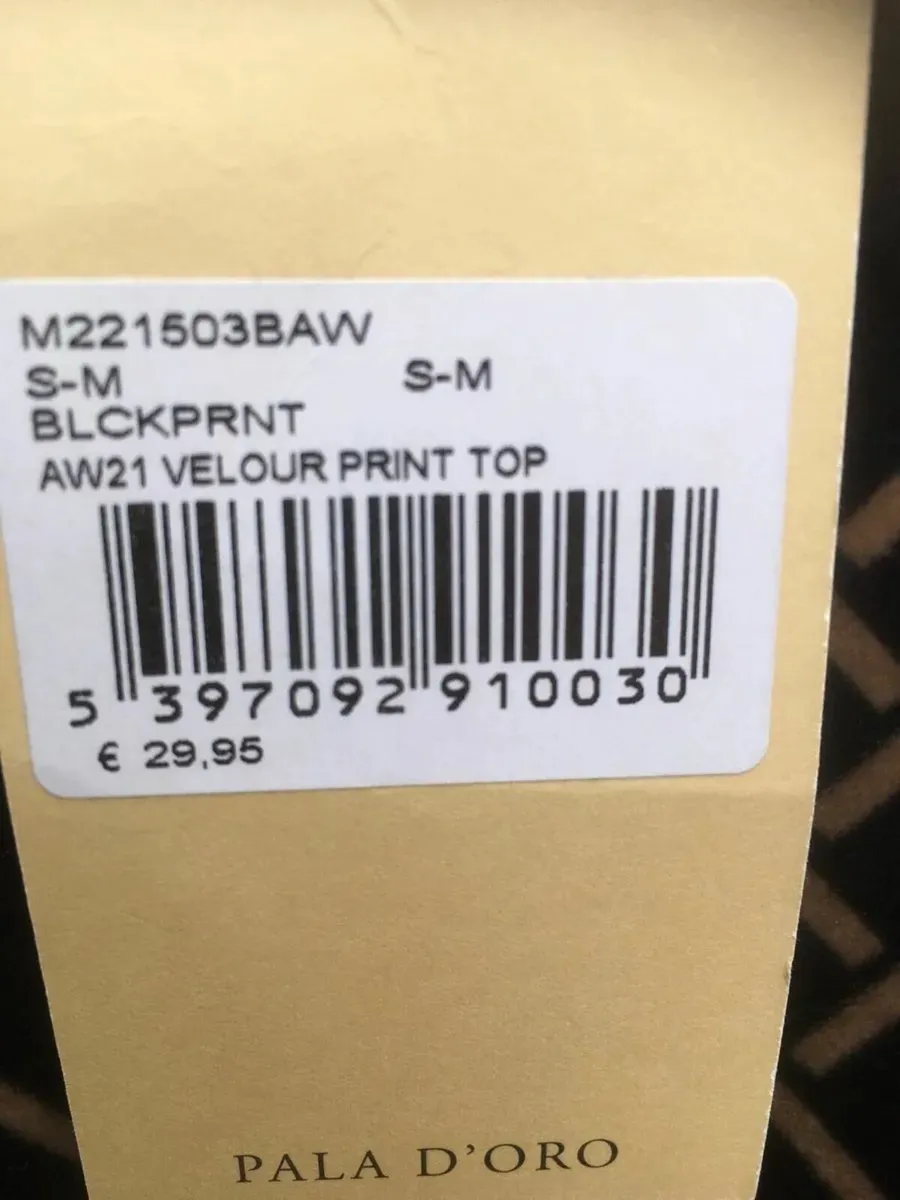 M221503BAW
S-M S-M
BLCKPRNT
AW21 VELOUR PRINT TOP
5 397092 910030
€ 29,95
PALA D'ORO